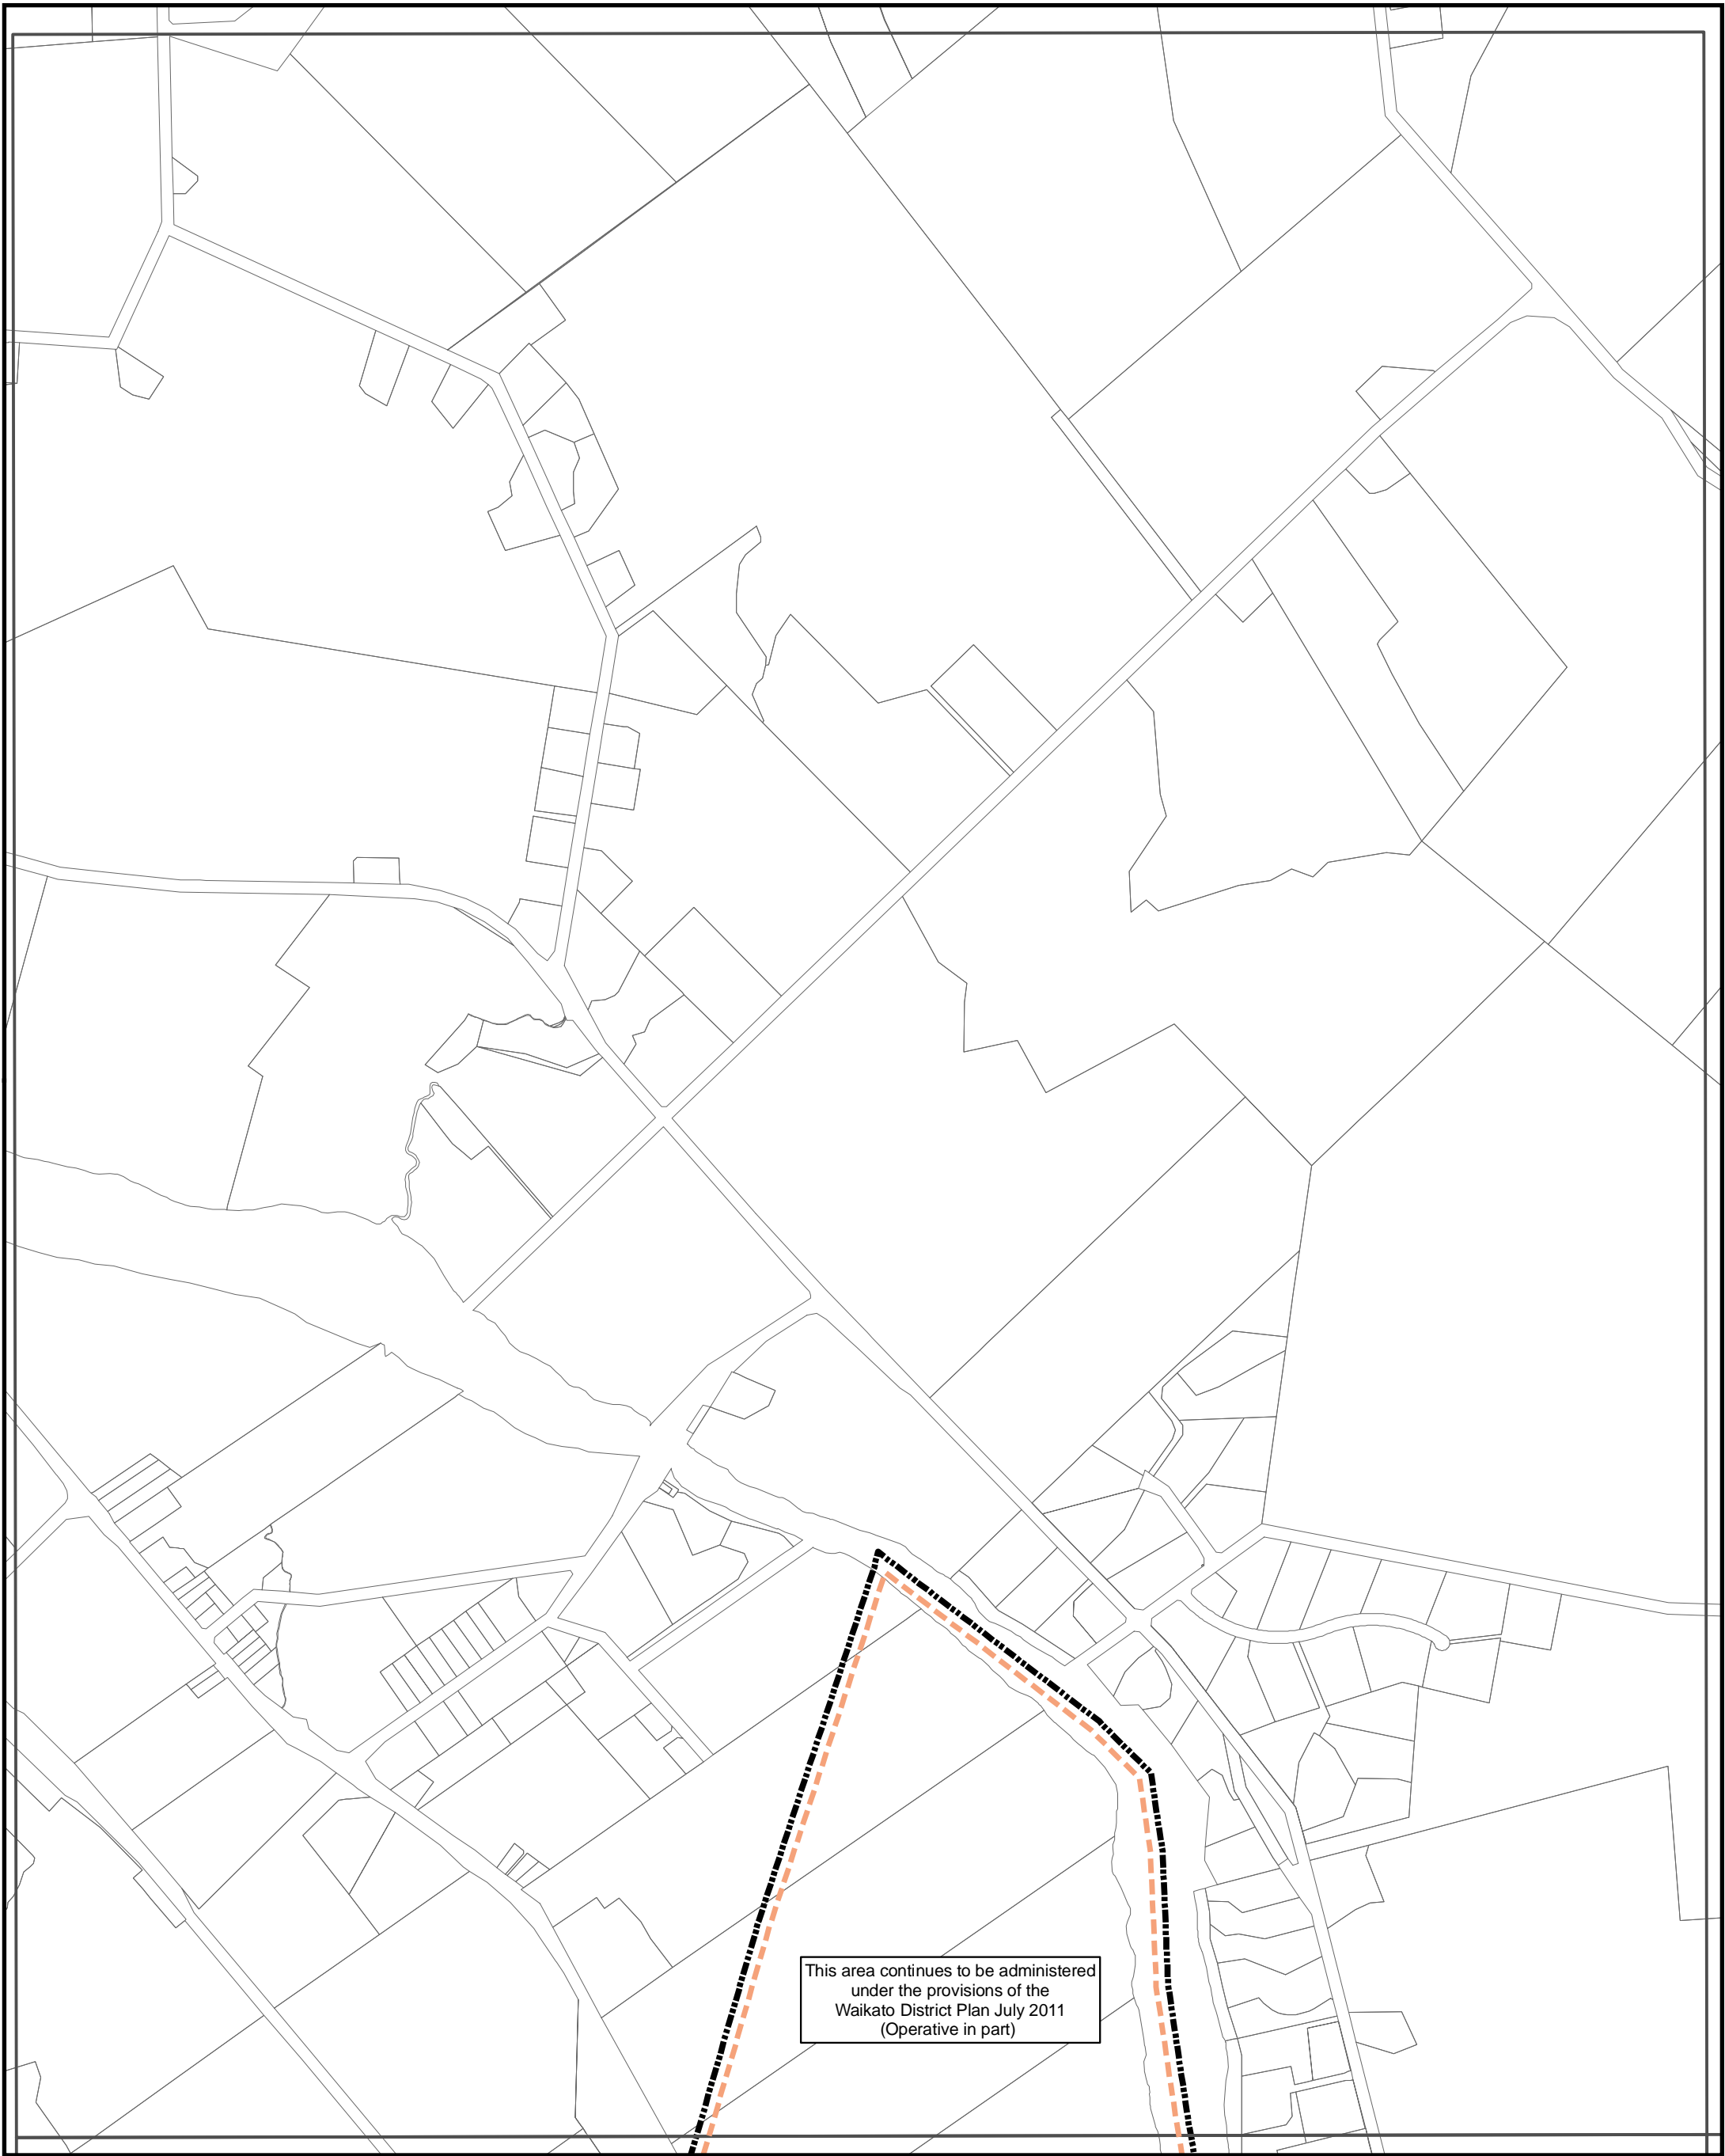 This area continues to be administered
under the provisions of the
Waikato District Plan July 2011
(Operative in part)